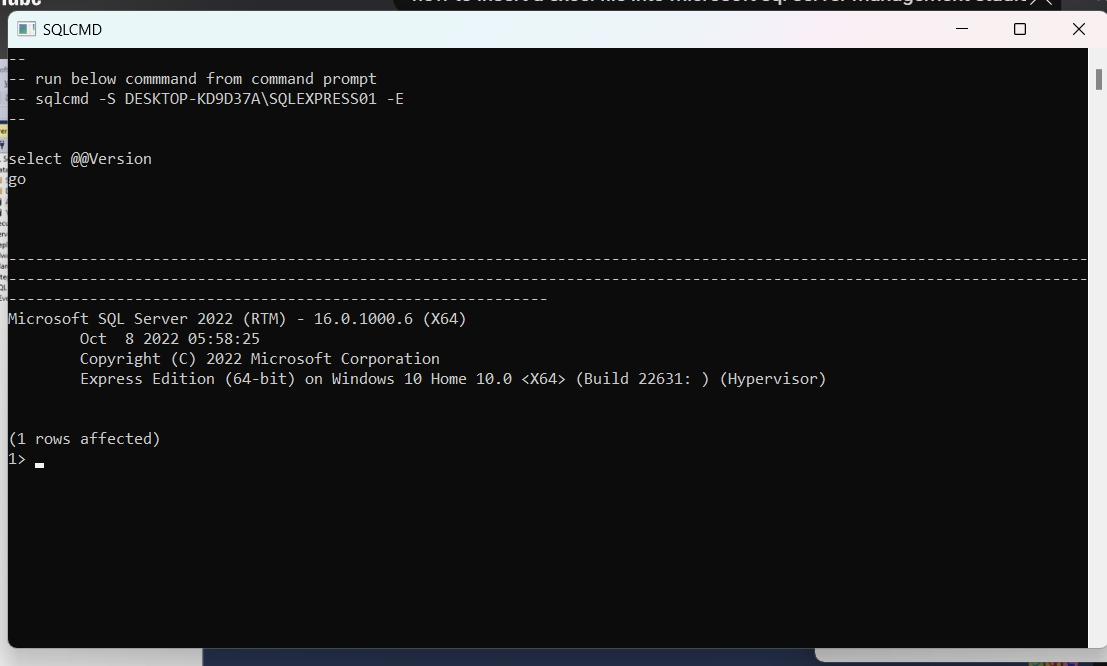 SQLCMD
--
-- run below commmand from command prompt
-- sqlcmd -S DESKTOP-KD9D37A\SQLEXPRESS01 -E
--
select @@Version
go
------------------------------------------------------------------------------------------------------------------------
------------------------------------------------------------------------------------------------------------------------
------------------------------------------------------------
Microsoft SQL Server 2022 (RTM) - 16.0.1000.6 (X64)
Oct  8 2022 05:58:25
Copyright (C) 2022 Microsoft Corporation
Express Edition (64-bit) on Windows 10 Home 10.0 <X64> (Build 22631: ) (Hypervisor)
(1 rows affected)
1>